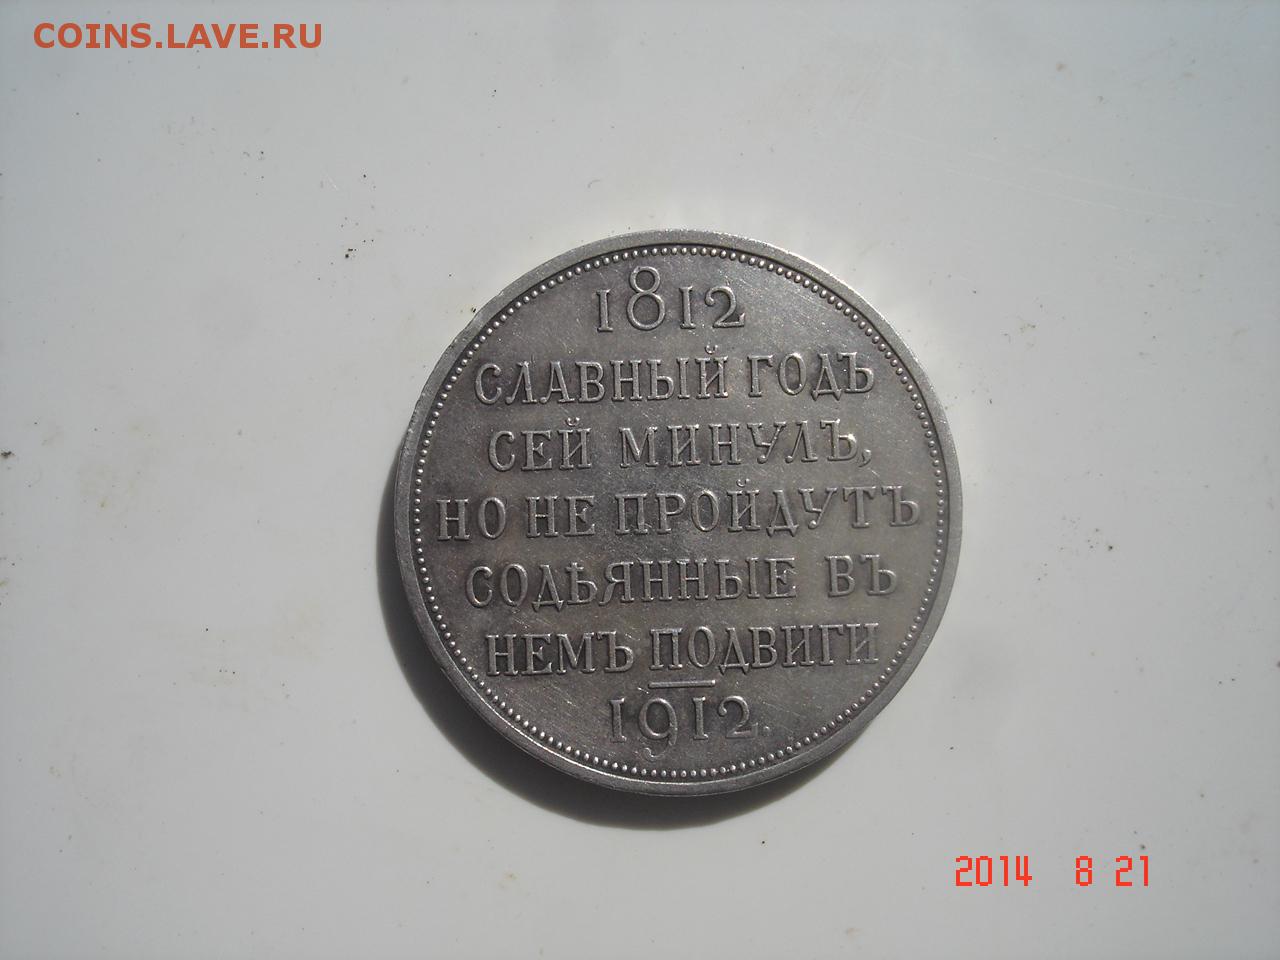 COINS.LAVE.RU
1812
СЛАВНЫЙ ГОДЪ
СЕЙ МИНУЛЪ,
НО НЕ ПРОЙДУТЪ
СОДѢЯННЫЕ ВЪ
НЕМЪ ПОДВИГИ
1912.
2014 8 21